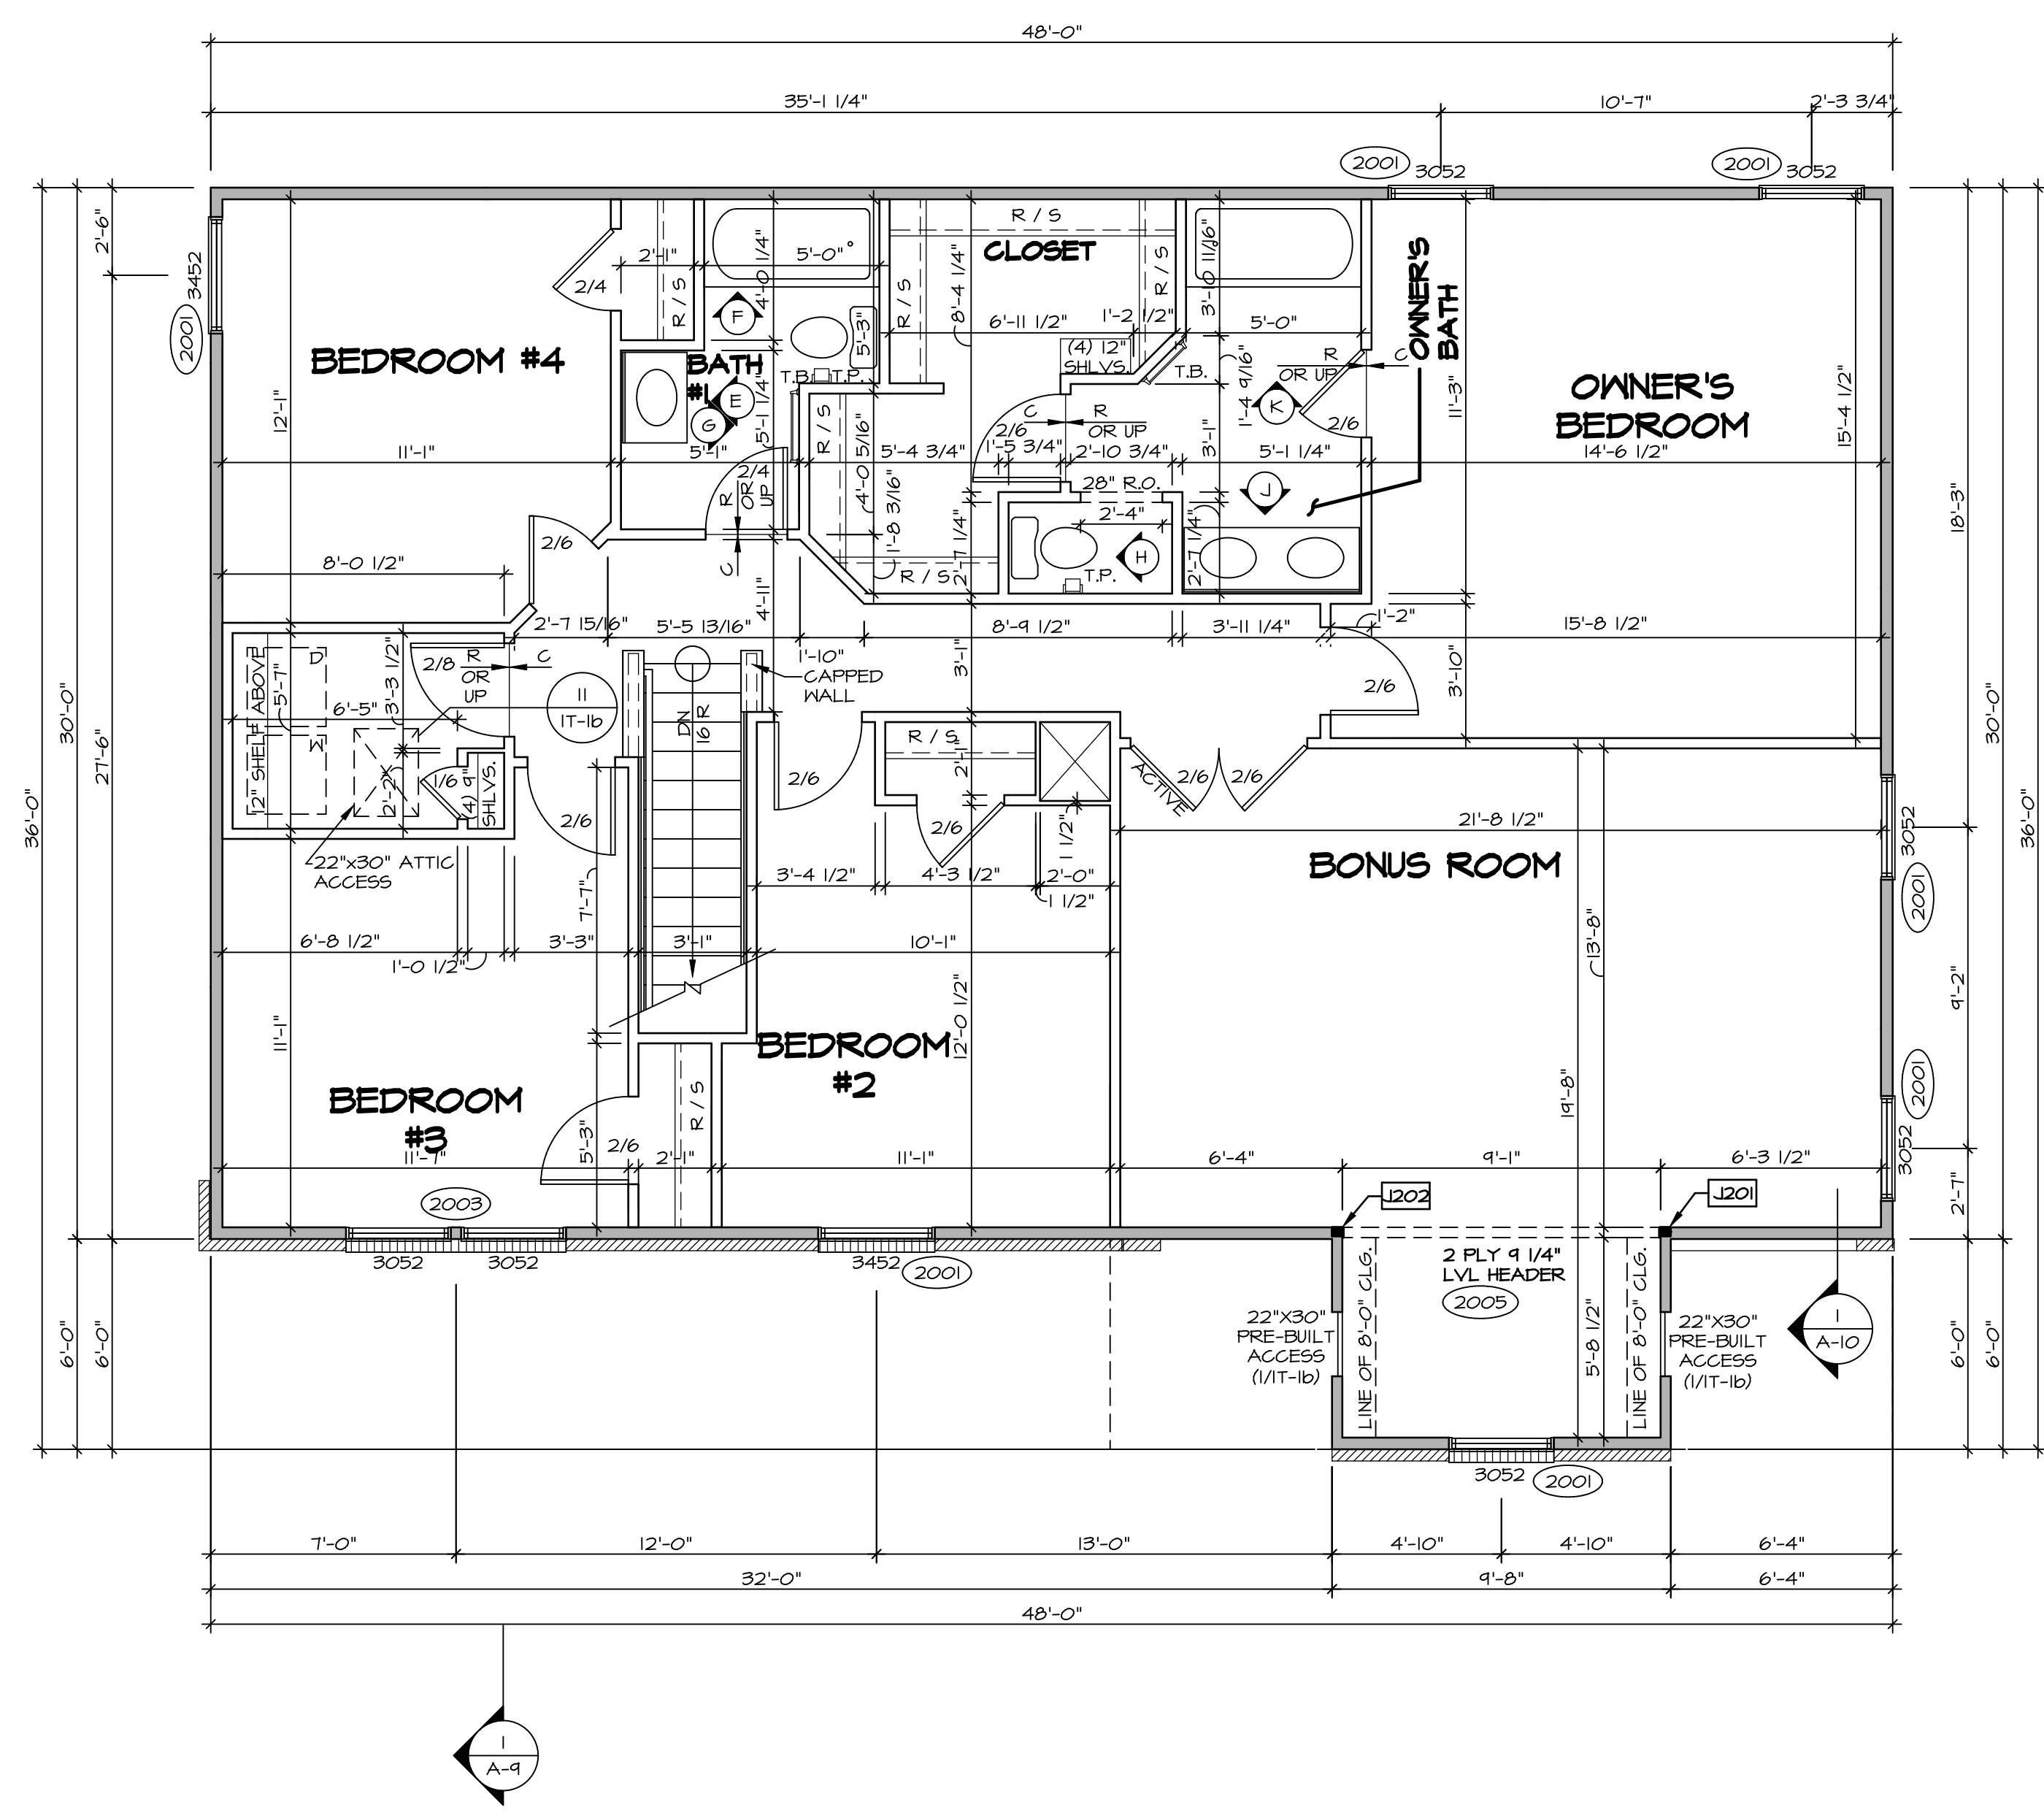 48'-0"
35'-1 1/4"
10'-7"
2'-3 3/4"
2001
3052
2001
3052
2'-6"
3452
2001
R / S
CLOSET
R / S
R / S
R / S
2'-1"
5'-0"
4'-0 1/4"
8'-4 1/4"
3'-10 11/16"
OWNER'S
BATH
2/4
F
5'-3"
6'-11 1/2"
1'-2 1/2"
5'-0"
BEDROOM #4
BATH
#1
T.B.
T.P.
(4) 12"
SHLVS.
T.B.
1'-4 9/16"
R
OR UP
C
11'-3"
OWNER'S
BEDROOM
15'-4 1/2"
12'-1"
E
G
5'-1 1/4"
R / S
C
R
OR UP
2/6
K
2/6
3'-1"
11'-1"
5'-1"
2/4
5'-4 3/4"
1'-5 3/4"
2'-10 3/4"
5'-1 1/4"
14'-6 1/2"
R
OR
UP
C
4'-0 5/16"
1'-8 3/16"
28" R.O.
2'-4"
L
18'-3"
2/6
2'-7 1/4"
H
T.P.
2'-7 1/4"
8'-0 1/2"
R / S
4'-11"
2'-7 15/16"
5'-5 13/16"
8'-9 1/2"
3'-11 1/4"
1'-2"
15'-8 1/2"
12" SHELF ABOVE
D
5'-7"
3'-3 1/2"
2/8
R
OR
UP
C
1'-10"
CAPPED
WALL
3'-1"
2/6
3'-10"
6'-5"
11
1T-1b
DN
16 R
W
2'-2"
1/6
(4) 9"
SHLVS.
2/6
2/6
R / S
2'-1"
2/6
ACTIVE
2/6
2/6
30'-0"
27'-6"
30'-0"
36'-0"
36'-0"
22"x30" ATTIC
ACCESS
1 1/2"
21'-8 1/2"
BONUS ROOM
3052
2001
7'-7"
3'-4 1/2"
4'-3 1/2"
2'-0"
1 1/2"
6'-8 1/2"
1'-0 1/2"
3'-3"
3'-1"
10'-1"
13'-8"
9'-2"
11'-1"
12'-0 1/2"
BEDROOM
#2
BEDROOM
#3
R / S
19'-8"
2001
3052
11'-7"
5'-3"
2/6
2'-1"
11'-1"
6'-4"
9'-1"
6'-3 1/2"
2'-7"
2003
J202
J201
3052
3052
3452
2001
2 PLY 9 1/4"
LVL HEADER
2005
LINE OF 8'-0" CLG.
LINE OF 8'-0" CLG.
5'-8 1/2"
22"X30"
PRE-BUILT
ACCESS
(1/1T-1b)
22"X30"
PRE-BUILT
ACCESS
(1/1T-1b)
1
A-10
6'-0"
6'-0"
6'-0"
6'-0"
3052
2001
7'-0"
12'-0"
13'-0"
4'-10"
4'-10"
6'-4"
32'-0"
9'-8"
6'-4"
48'-0"
1
A-9